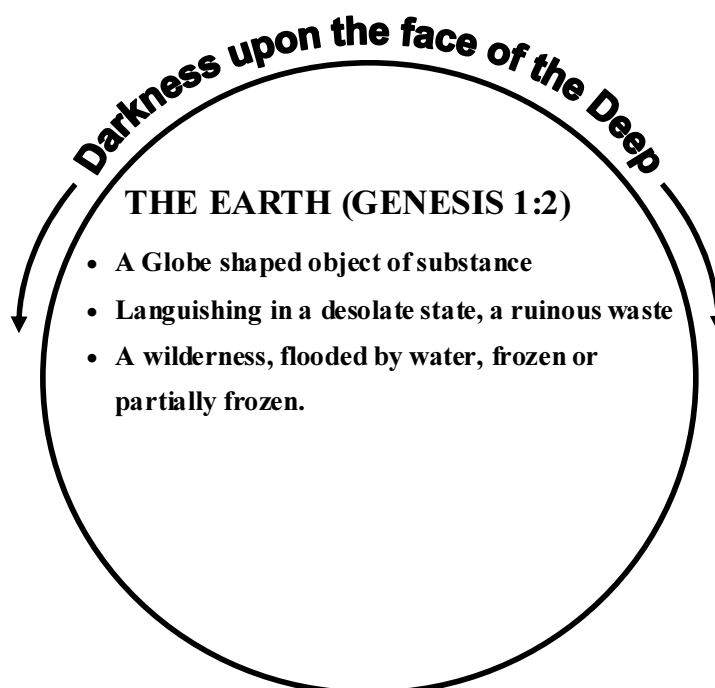 Darkness upon the face of the Deep
THE EARTH (GENESIS 1:2)
• A Globe shaped object of substance
• Languishing in a desolate state, a ruinous waste
• A wilderness, flooded by water, frozen or
partially frozen.